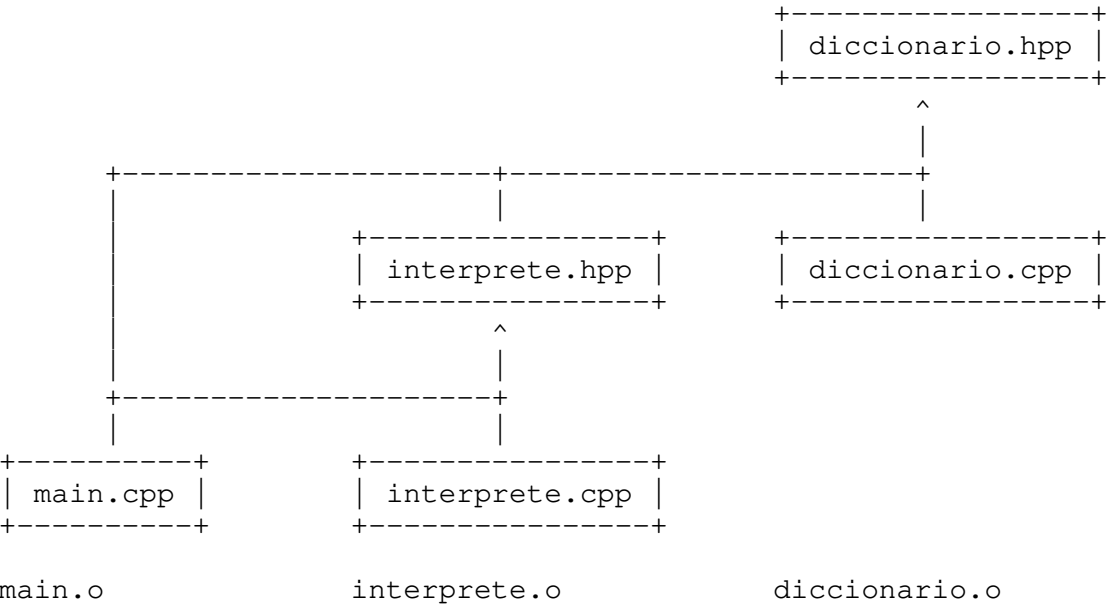 diccionario.hpp
interprete.hpp diccionario.cpp
main.cpp interprete.cpp
main.o interprete.o diccionario.o